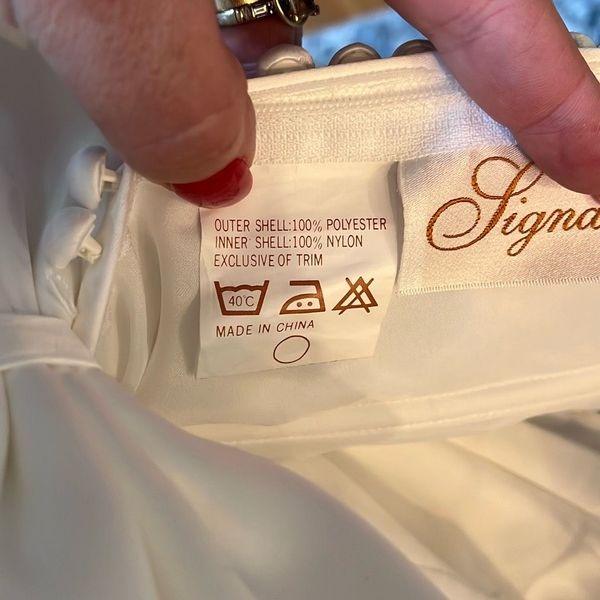 OUTER SHELL:100% POLYESTER
INNER SHELL:100% NYLON
EXCLUSIVE OF TRIM
40°C
MADE IN CHINA
Signa